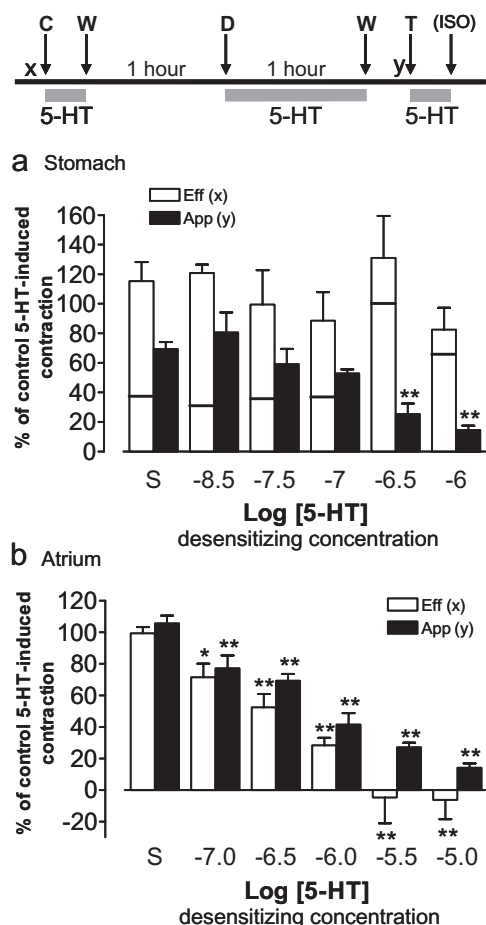 C W D W T (ISO)
x 1 hour 1 hour y
5-HT 5-HT 5-HT
a Stomach
Eff (x)
App (y)
% of control 5-HT-induced
contraction
160
140
120
100
80
60
40
20
0
** **
S -8.5 -7.5 -7 -6.5 -6
Log [5-HT]
desensitizing concentration
b Atrium
Eff (x)
App (y)
% of control 5-HT-induced
contraction
120
100
80
60
40
20
0
-20
* ** ** ** ** ** ** ** ** **
S -7.0 -6.5 -6.0 -5.5 -5.0
Log [5-HT]
desensitizing concentration